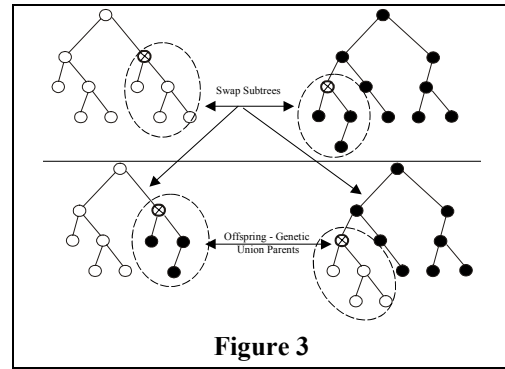 Swap Subtrees
Offspring - Genetic
Union Parents
Figure 3